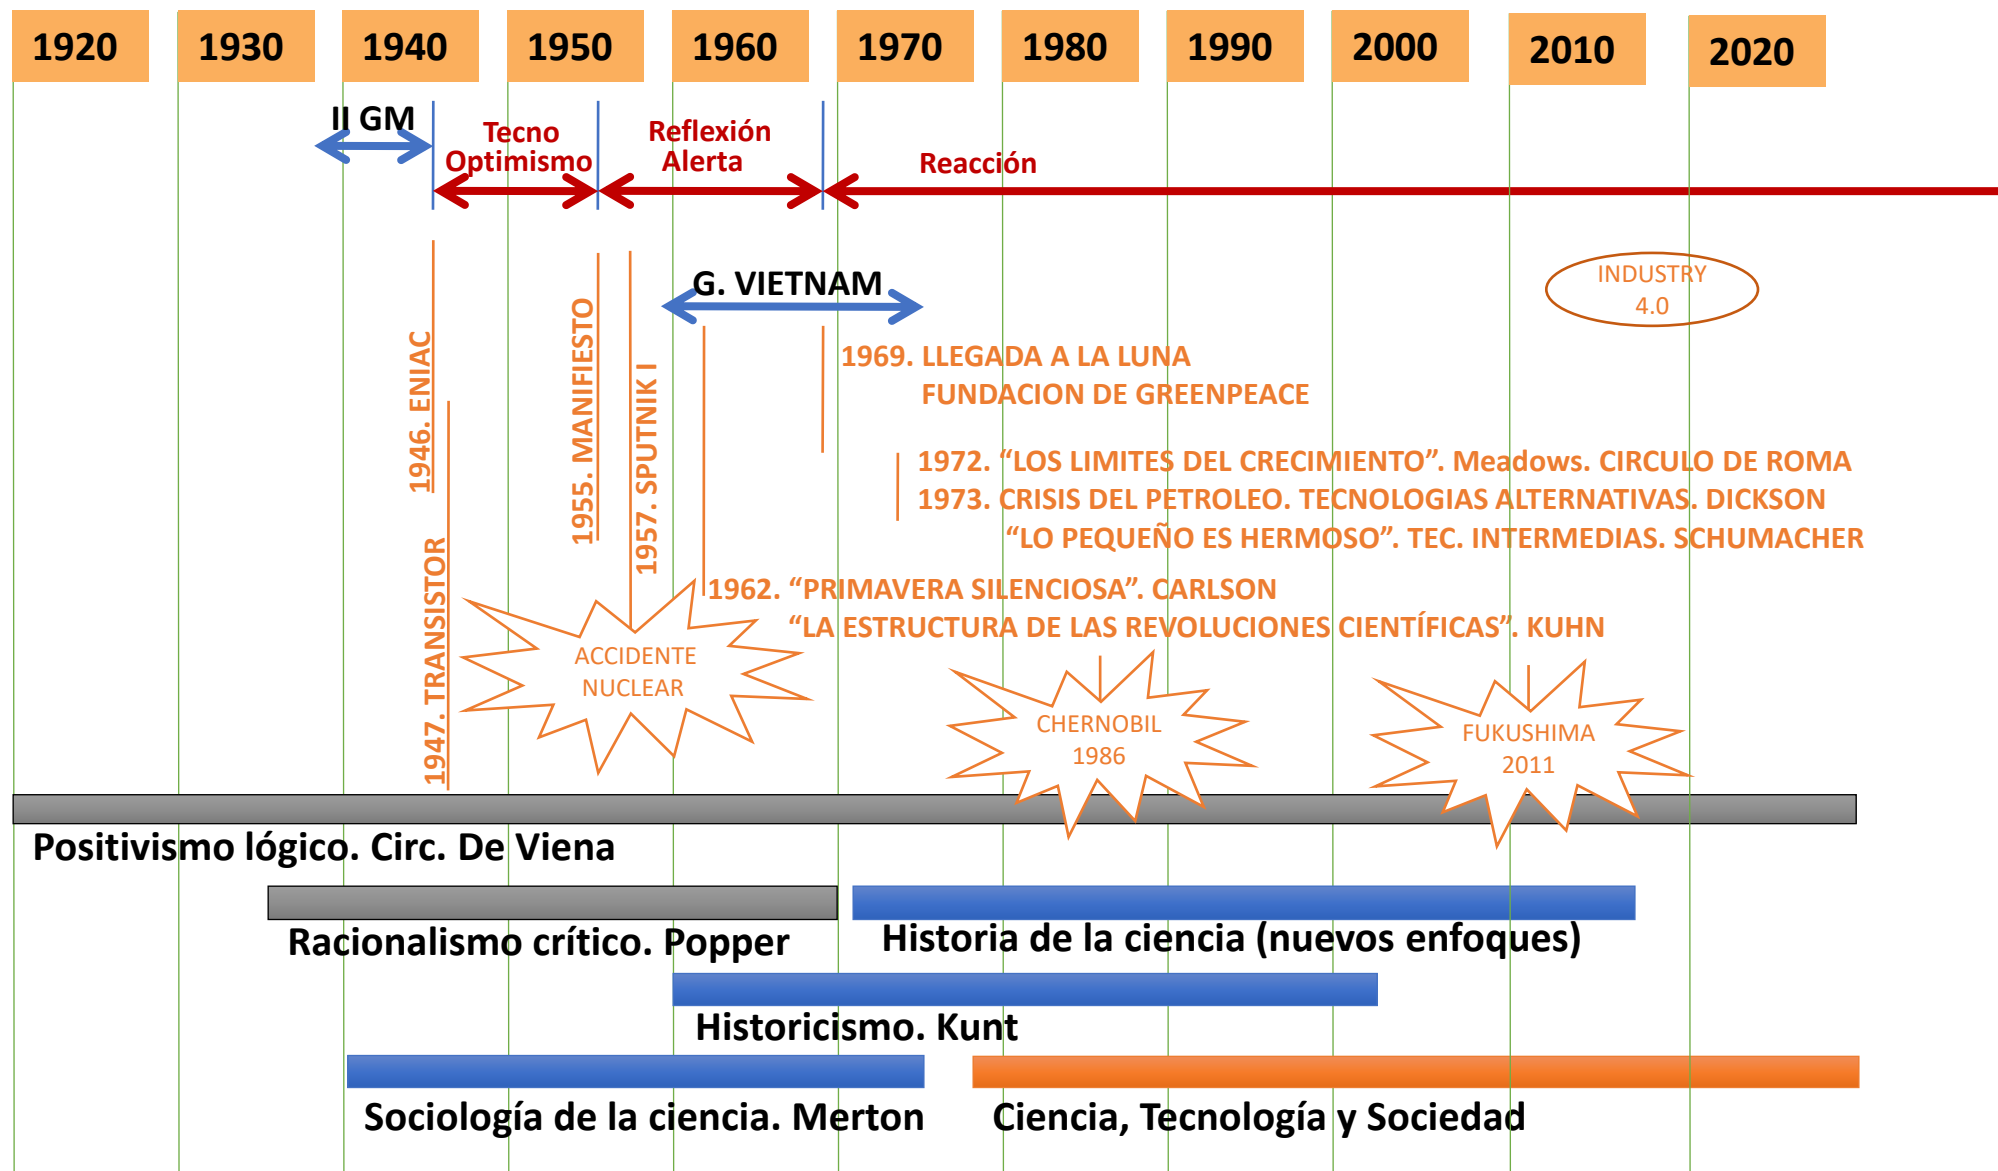 1920 1930 1940 1950 1960 1970 1980 1990 2000 2010 2020
II GM
Tecno
Optimismo
Reflexión
Alerta
Reacción
INDUSTRY
4.0
G. VIETNAM
1946. ENIAC
1947. TRANSISTOR
1955. MANIFIESTO
1957. SPUTNIK I
1969. LLEGADA A LA LUNA
FUNDACION DE GREENPEACE
1972. “LOS LIMITES DEL CRECIMIENTO”. Meadows. CIRCULO DE ROMA
1973. CRISIS DEL PETROLEO. TECNOLOGIAS ALTERNATIVAS. DICKSON
“LO PEQUEÑO ES HERMOSO”. TEC. INTERMEDIAS. SCHUMACHER
1962. “PRIMAVERA SILENCIOSA”. CARLSON
“LA ESTRUCTURA DE LAS REVOLUCIONES CIENTÍFICAS”. KUHN
ACCIDENTE
NUCLEAR
CHERNOBIL
1986
FUKUSHIMA
2011
Positivismo lógico. Circ. De Viena
Racionalismo crítico. Popper
Historia de la ciencia (nuevos enfoques)
Historicismo. Kunt
Sociología de la ciencia. Merton
Ciencia, Tecnología y Sociedad